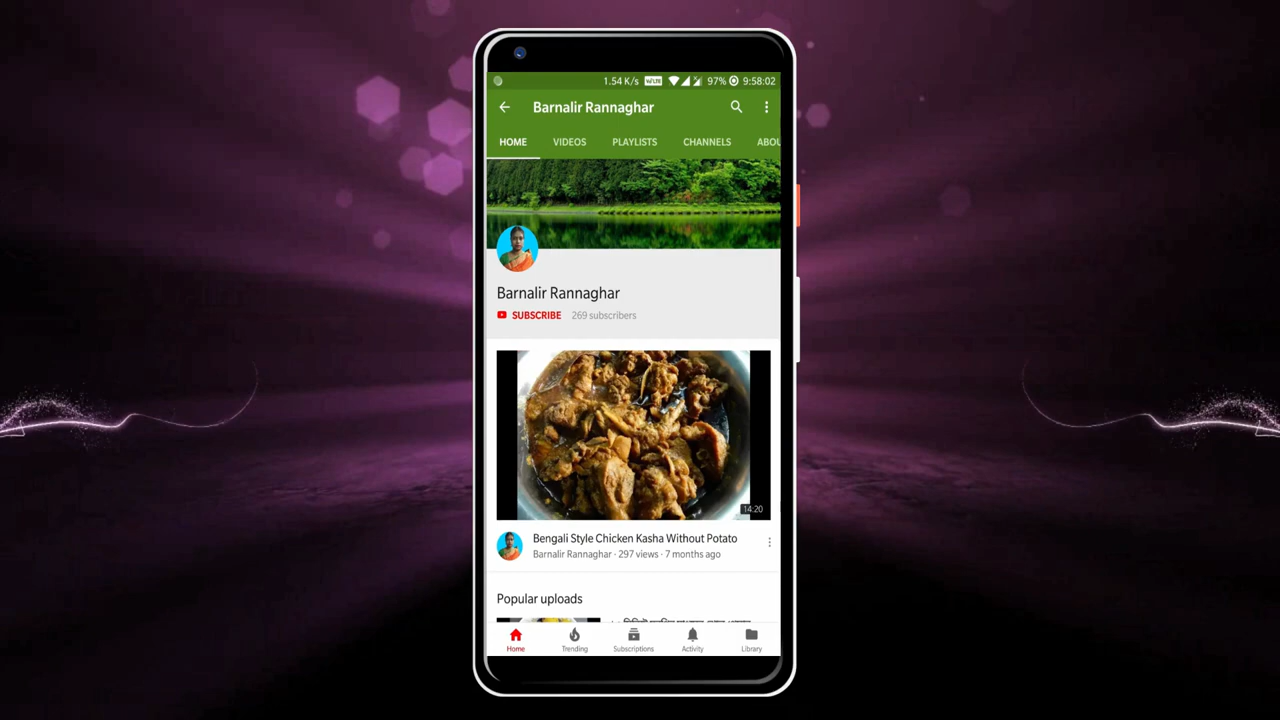 1.54 K/s VoLTE 97% 9:58:02
Barnalir Rannaghar
HOME VIDEOS PLAYLISTS CHANNELS ABOU
Barnalir Rannaghar
SUBSCRIBE 269 subscribers
14:20
Bengali Style Chicken Kasha Without Potato
Barnalir Rannaghar · 297 views · 7 months ago
Popular uploads
Home Trending Subscriptions Activity Library